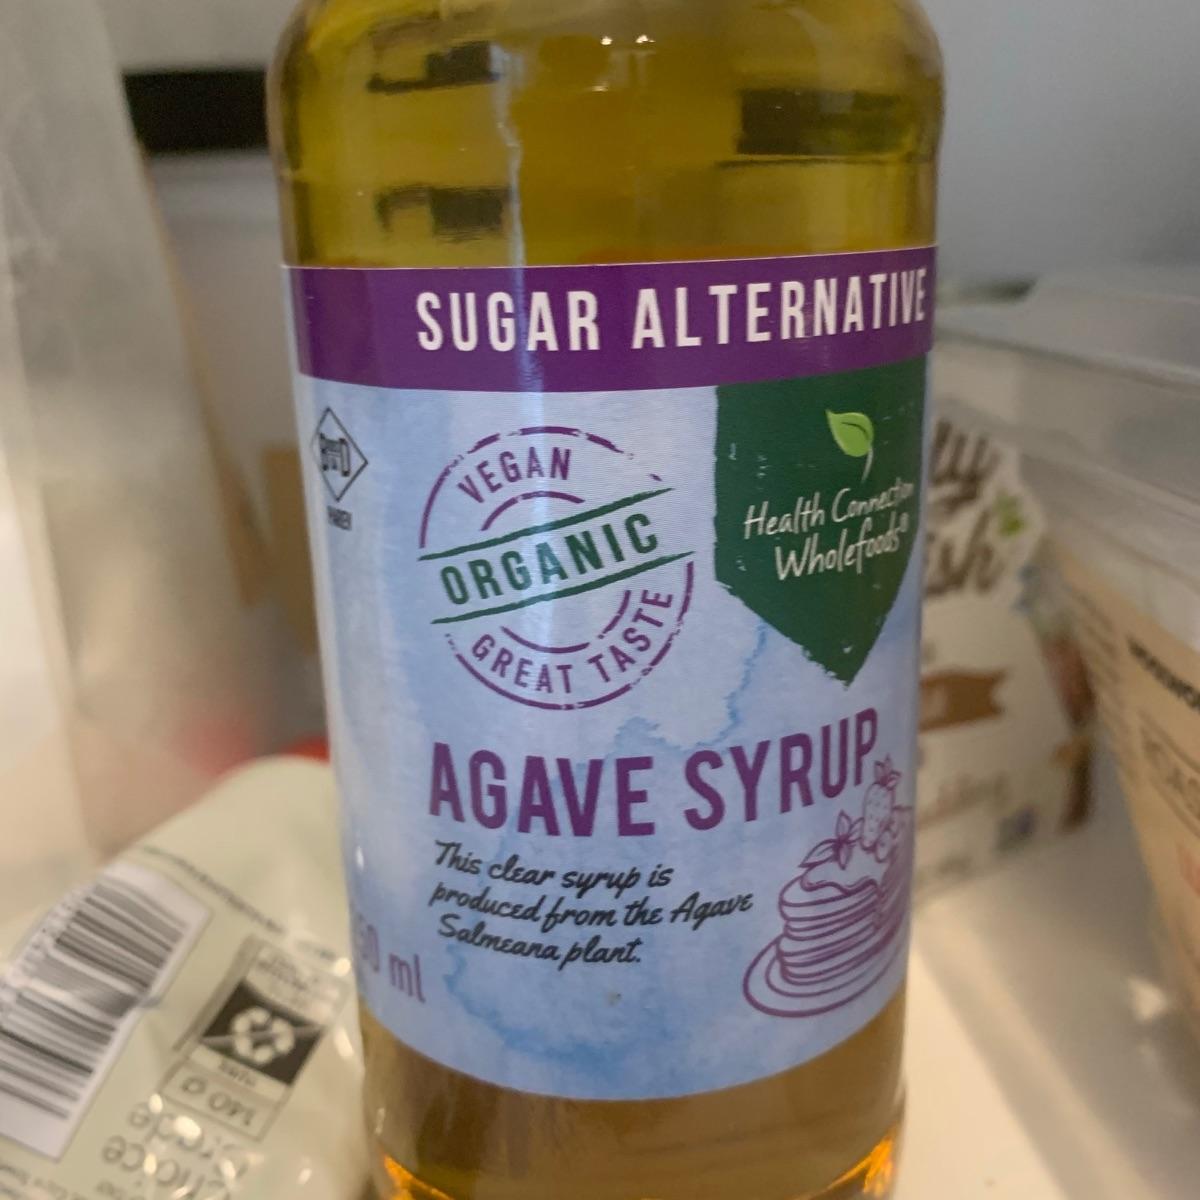 SUGAR ALTERNATIVE
VEGAN
ORGANIC
GREAT TASTE
Health Connection
Wholefoods®
AGAVE SYRUP
This clear syrup is
produced from the Agave
Salmeana plant.
ml
140 G